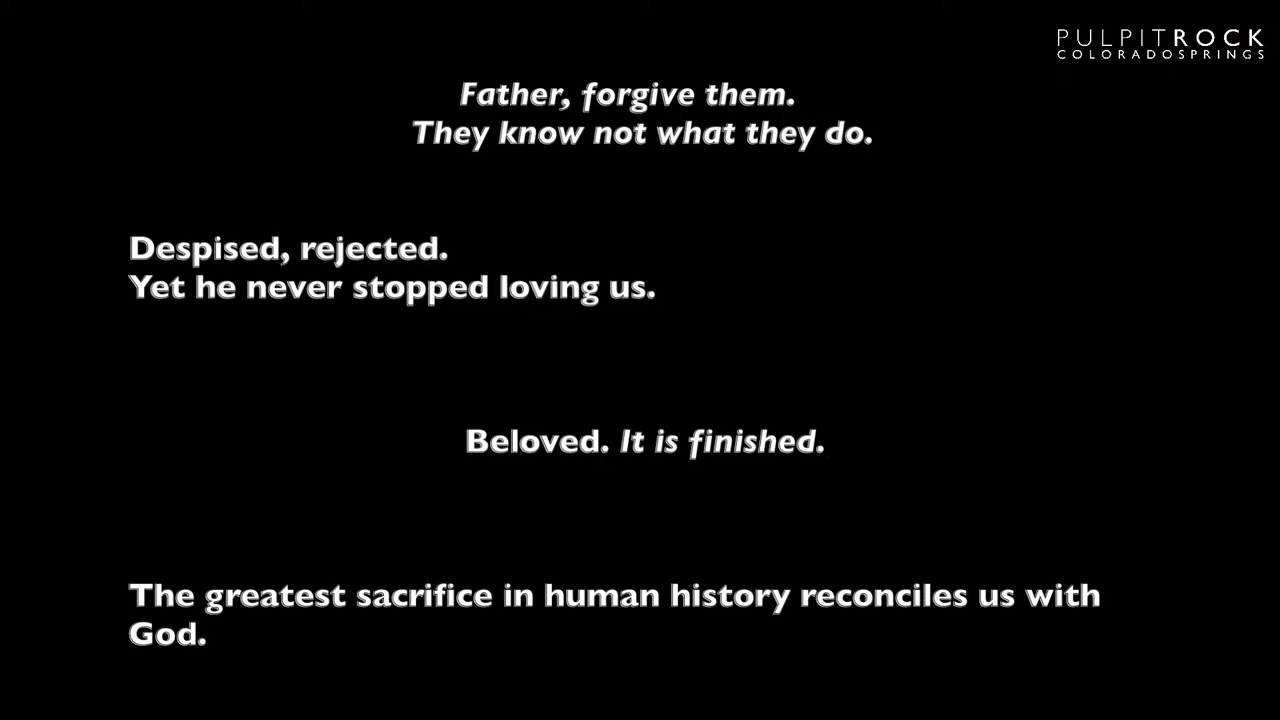 PULPITROCK
COLORADOSPRINGS
Father, forgive them.
They know not what they do.
Despised, rejected.
Yet he never stopped loving us.
Beloved. It is finished.
The greatest sacrifice in human history reconciles us with
God.